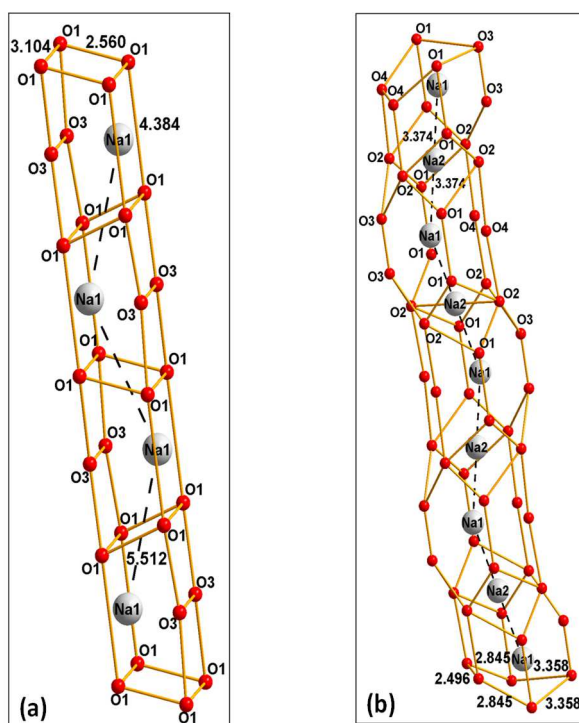 O1
3.104 2.560
O1
O1 O1
4.384
O3 Na1
O3
O1
O1 O1
O1
O3
Na1
O3
O1
O1
O1 O1
O3
Na1
O3
O1
O1
O1
O1
5.512
O3
Na1
O3
O1
O1
O1
O1
(a)
O1
O3
O1
O4 Na1
O4 O3
3.374 O1 O2
O2 Na2 O2
O2 O1 3.374
O3 O1 O4
Na1 O4
O1
O3 O1 O2
Na2 O2
O2 O1
O2 O3
O1
Na1
Na2
Na1
Na2
2.845 Na1 3.358
2.496
2.845 3.358
(b)